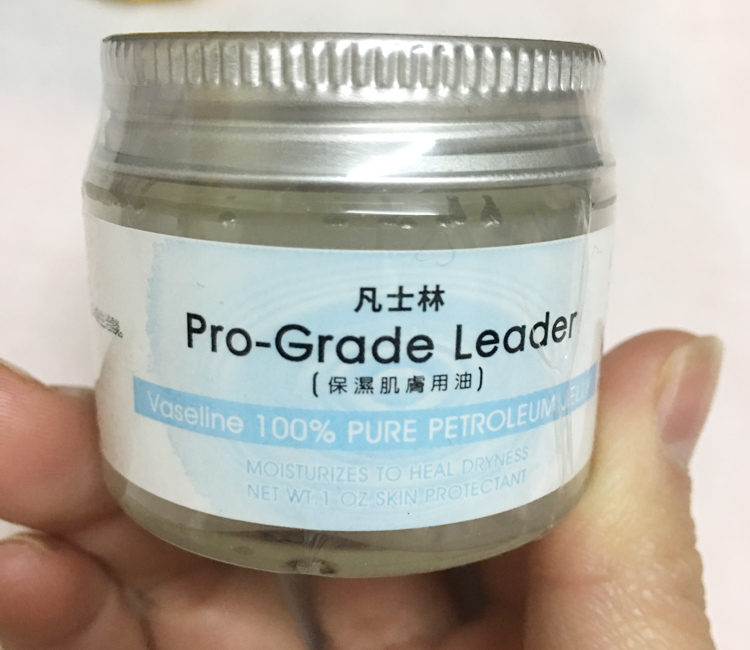 凡士林
Pro-Grade Leader
(保濕肌膚用油)
Vaseline 100% PURE PETROLEUM JELLY
MOISTURIZES TO HEAL DRYNESS
NET WT.1 OZ SKIN PROTECTANT